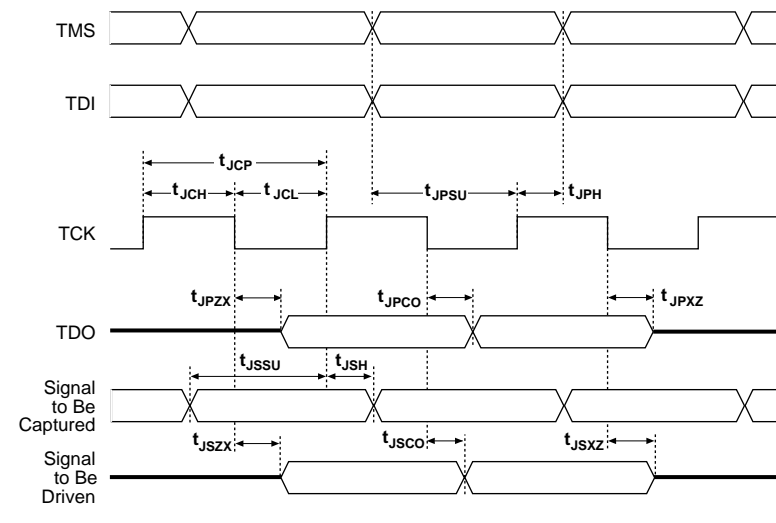 TMS
TDI
tJCP
tJCH
tJCL
tJPSU
tJPH
TCK
tJPZX
tJPCO
tJPXZ
TDO
tJSSU
tJSH
Signal
to Be
Captured
tJSZX
tJSCO
tJSXZ
Signal
to Be
Driven